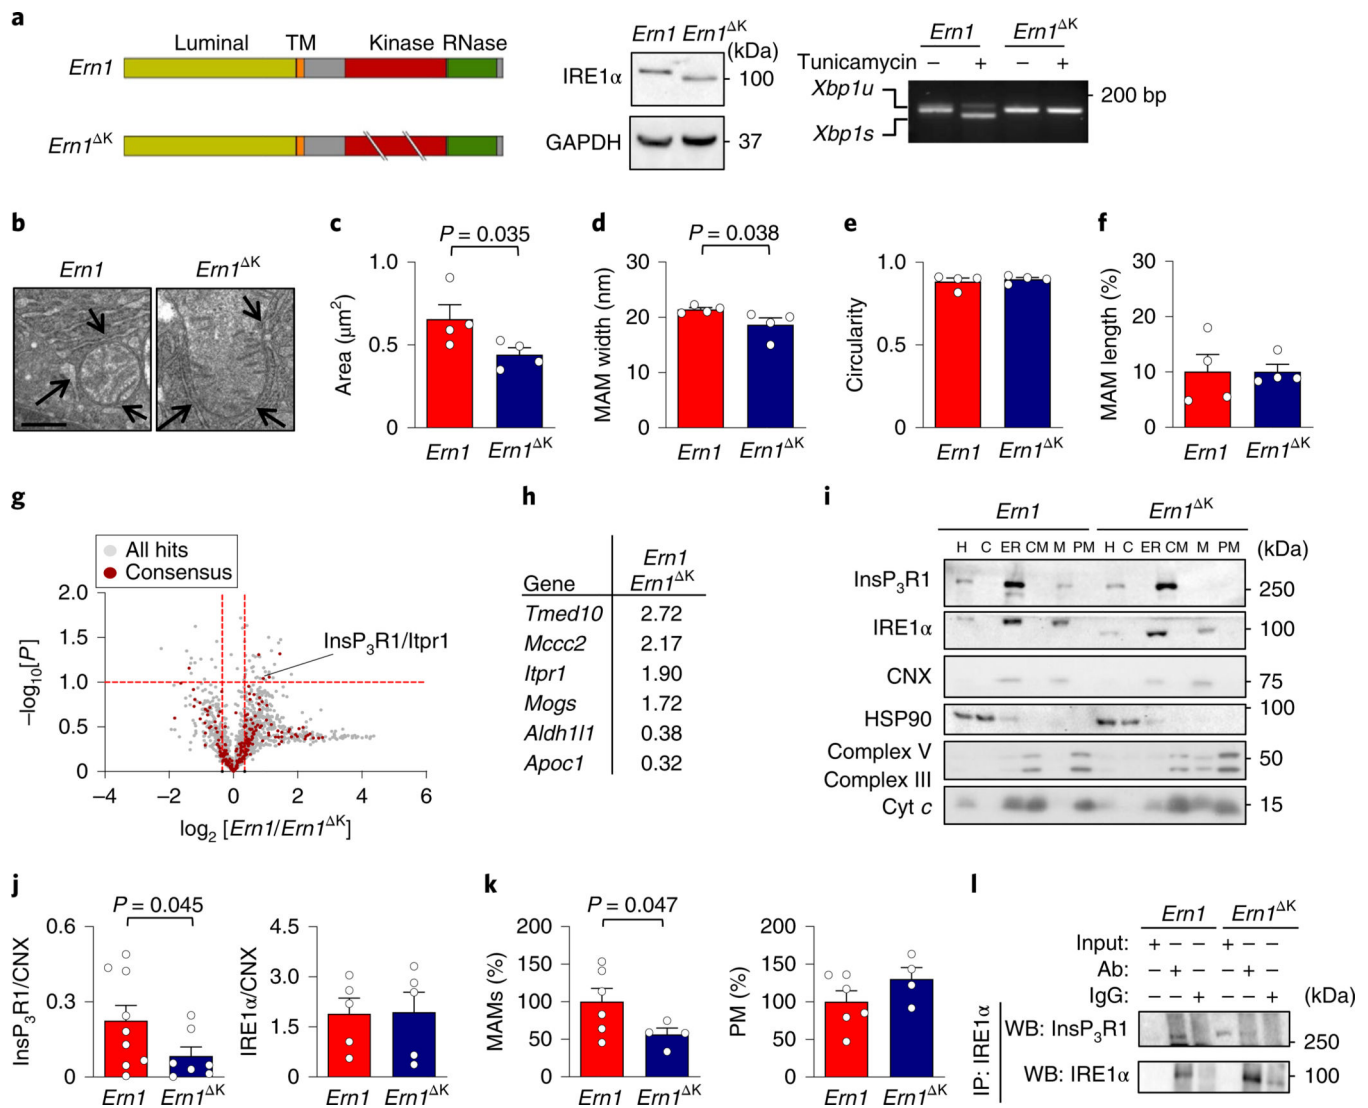 a
Luminal TM Kinase RNase
Ern1
Ern1ΔK
Ern1 Ern1ΔK
(kDa)
IRE1α
100
GAPDH
37
Ern1 Ern1ΔK
Tunicamycin – + – +
Xbp1u
200 bp
Xbp1s
b
Ern1 Ern1ΔK
c
P = 0.035
Area (μm2)
1.0
0.5
0
Ern1 Ern1ΔK
d
P = 0.038
MAM width (nm)
30
20
10
0
Ern1 Ern1ΔK
e
Circularity
1.0
0.5
0
Ern1 Ern1ΔK
f
MAM length (%)
30
20
10
0
Ern1 Ern1ΔK
g
All hits
Consensus
InsP3R1/Itpr1
–log10[P]
2.0
1.5
1.0
0.5
0
–4 –2 0 2 4 6
log2 [Ern1/Ern1ΔK]
h
Ern1
Gene Ern1ΔK
Tmed10 2.72
Mccc2 2.17
Itpr1 1.90
Mogs 1.72
Aldh1l1 0.38
Apoc1 0.32
i
Ern1 Ern1ΔK
H C ER CM M PM H C ER CM M PM (kDa)
InsP3R1 250
IRE1α 100
CNX 75
HSP90 100
Complex V 50
Complex III
Cyt c 15
j
P = 0.045
InsP3R1/CNX
0.6
0.3
0
Ern1 Ern1ΔK
IRE1α/CNX
4.5
3.0
1.5
0
Ern1 Ern1ΔK
k
P = 0.047
MAMs (%)
200
150
100
50
0
Ern1 Ern1ΔK
PM (%)
200
150
100
50
0
Ern1 Ern1ΔK
l
Ern1 Ern1ΔK
Input: + – – + – –
Ab: – + – – + –
IgG: – – + – – + (kDa)
IP: IRE1α
WB: InsP3R1 250
WB: IRE1α 100